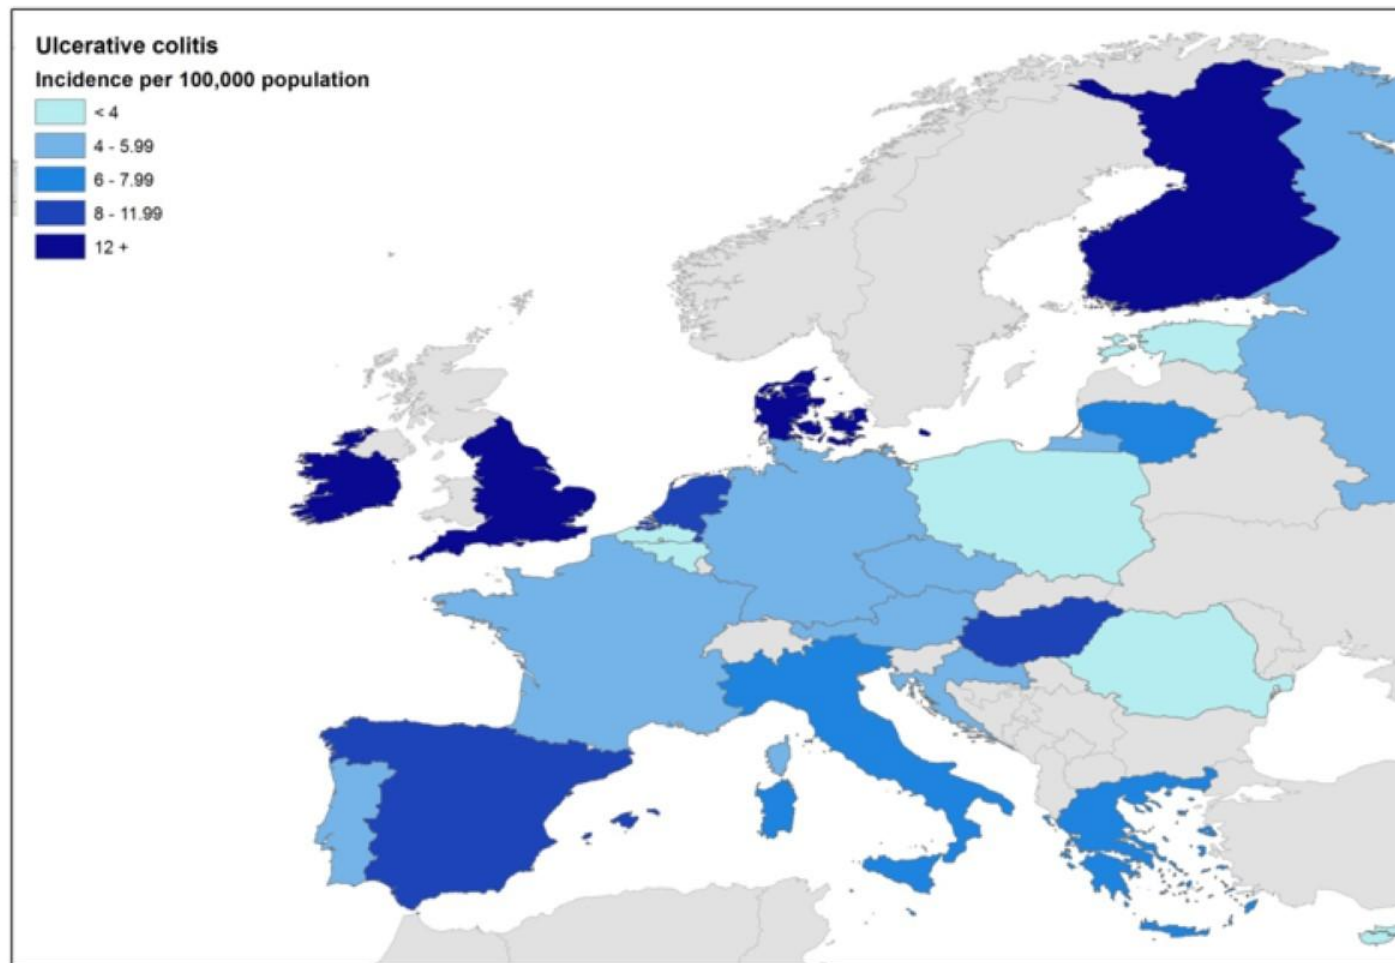 Ulcerative colitis
Incidence per 100,000 population
< 4
4 - 5.99
6 - 7.99
8 - 11.99
12 +